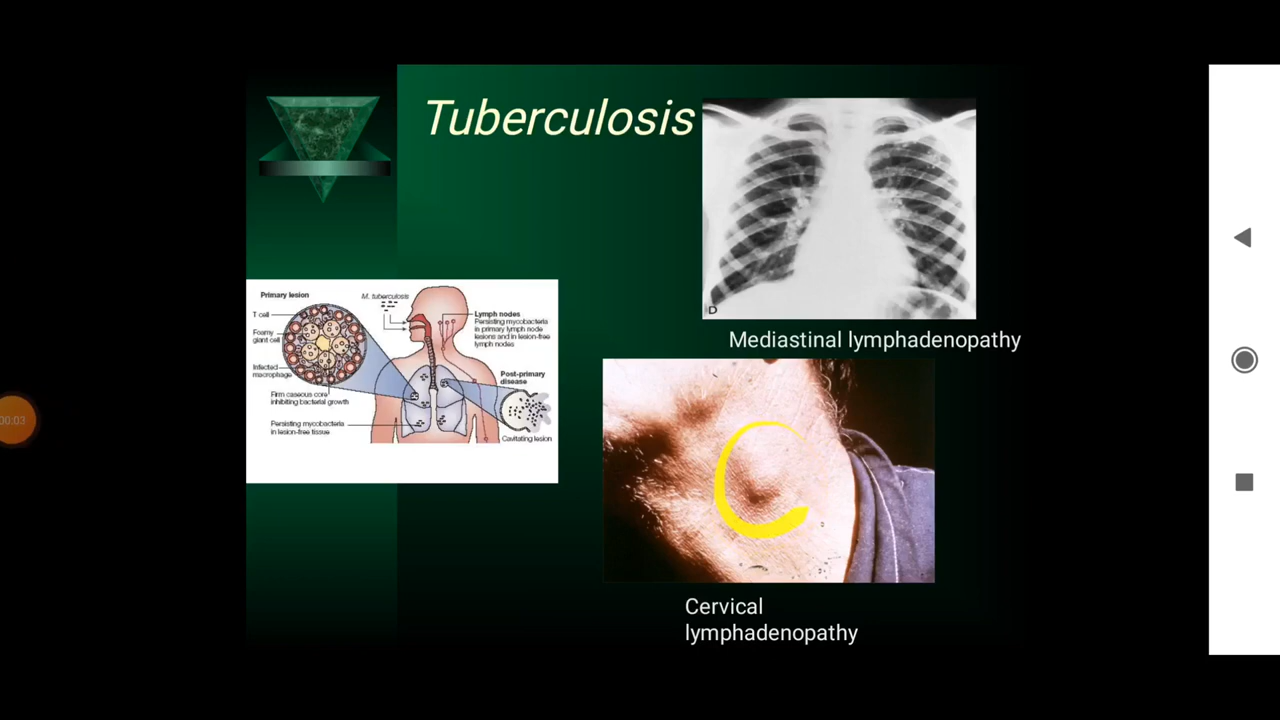 Tuberculosis
D
Mediastinal lymphadenopathy
Primary lesion
T cell
Foamy
giant cell
Infected
macrophage
Firm caseous core
inhibiting bacterial growth
Persisting mycobacteria
in lesion-free tissue
M. tuberculosis
Lymph nodes
Persisting mycobacteria
in primary lymph node
lesions and in lesion-free
lymph nodes
Post-primary
disease
Cavitating lesion
Cervical
lymphadenopathy
00:03